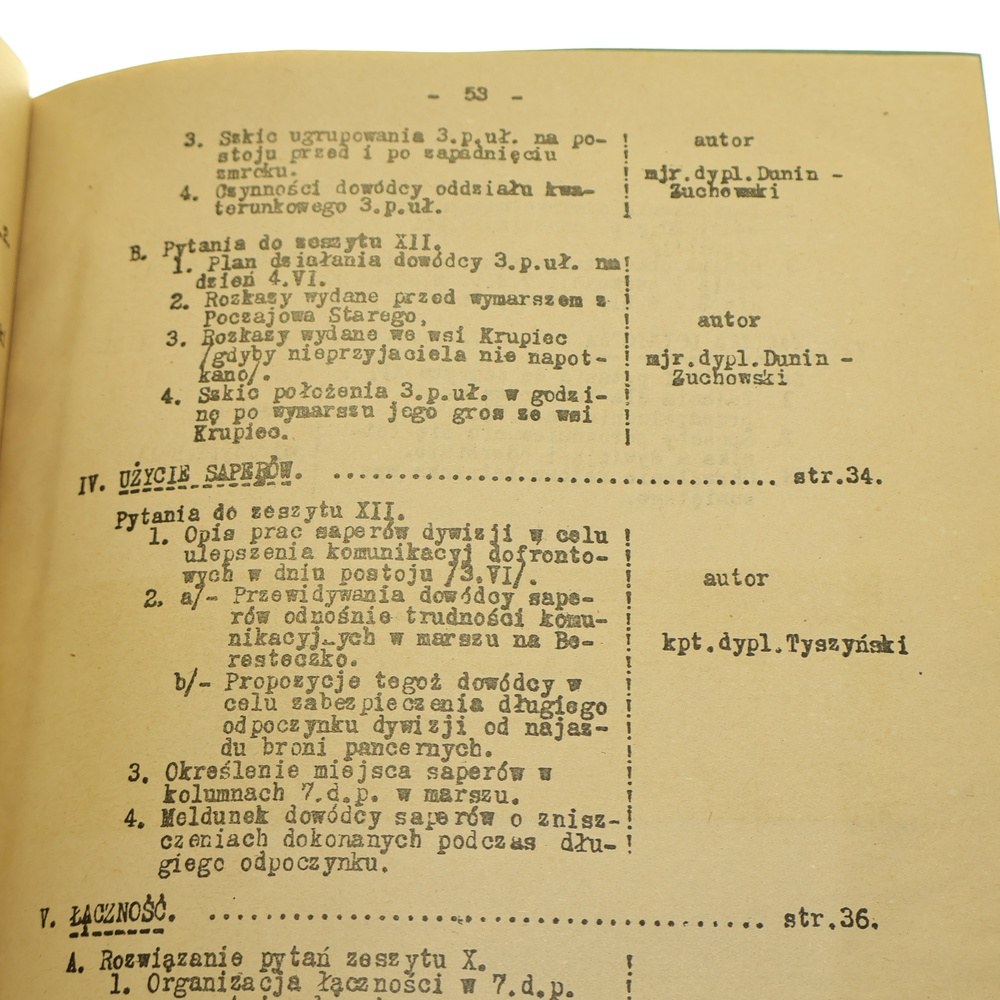 - 53 -
3. Szkic ugrupowania 3.p.uł. na po- ! autor
stoju przed i po zapadnięciu !
zmrcku. ! mjr.dypl.Dunin -
4. Czynności dowódcy oddziału kwa- ! Żuchowski
terunkowego 3.p.uł. !
B. Pytania do zeszytu XII.
1. Plan działania dowódcy 3.p.uł. na !
dzień 4.VI. !
2. Rozkazy wydane przed wymarszem z !
Poczajowa Starego, ! autor
3. Rozkazy wydane we wsi Krupiec !
/gdyby nieprzyjaciela nie napot- ! mjr.dypl.Dunin -
kano/. ! Żuchowski
4. Szkic położenia 3.p.uł. w godzi- !
nę po wymarszu jego gros ze wsi !
Krupiec. !
IV. UŻYCIE SAPERÓW. .................................. str.34.
Pytania do zeszytu XII.
1. Opis prac saperów dywizji w celu !
ulepszenia komunikacyj dofronto- !
wych w dniu postoju /3.VI/. ! autor
2. a/- Przewidywania dowódcy sape- !
rów odnośnie trudności komu- !
nikacyj-nych w marszu na Be- ! kpt.dypl.Tyszyński
resteczko. !
b/- Propozycje tegoż dowódcy w !
celu zabezpieczenia długiego !
odpoczynku dywizji od najaz- !
du broni pancernych. !
3. Określenie miejsca saperów w !
kolumnach 7.d.p. w marszu. !
4. Meldunek dowódcy saperów o znisz- !
czeniach dokonanych podczas dłu- !
giego odpoczynku.
V. ŁĄCZNOŚĆ. ........................................ str.36.
A. Rozwiązanie pytań zeszytu X. !
1. Organizacja łączności w 7.d.p. !